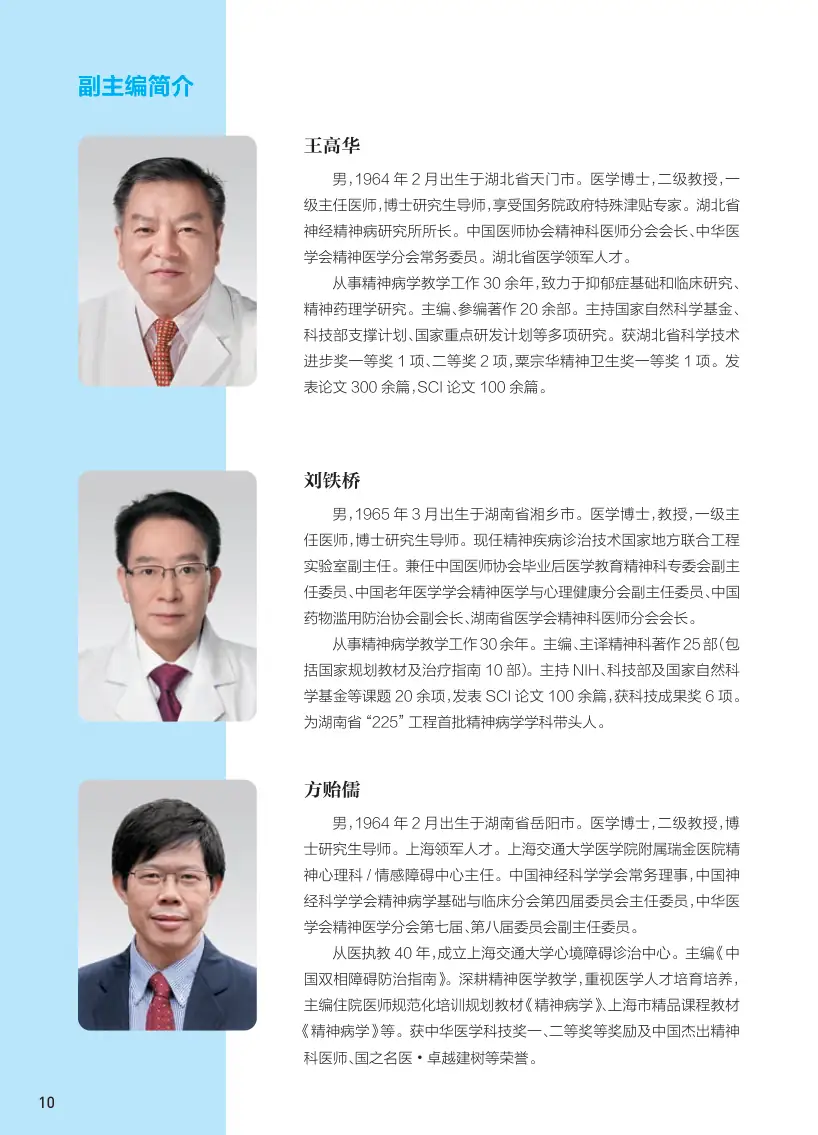 副主编简介
王高华
男，1964 年 2 月出生于湖北省天门市。医学博士，二级教授，一
级主任医师，博士研究生导师，享受国务院政府特殊津贴专家。湖北省
神经精神病研究所所长。中国医师协会精神科医师分会会长、中华医
学会精神医学分会常务委员。湖北省医学领军人才。
从事精神病学教学工作 30 余年，致力于抑郁症基础和临床研究、
精神药理学研究。主编、参编著作 20 余部。主持国家自然科学基金、
科技部支撑计划、国家重点研发计划等多项研究。获湖北省科学技术
进步奖一等奖 1 项、二等奖 2 项，粟宗华精神卫生奖一等奖 1 项。发
表论文 300 余篇，SCI 论文 100 余篇。
刘铁桥
男，1965 年 3 月出生于湖南省湘乡市。医学博士，教授，一级主
任医师，博士研究生导师。现任精神疾病诊治技术国家地方联合工程
实验室副主任。兼任中国医师协会毕业后医学教育精神科专委会副主
任委员、中国老年医学学会精神医学与心理健康分会副主任委员、中国
药物滥用防治协会副会长、湖南省医学会精神科医师分会会长。
从事精神病学教学工作 30 余年。主编、主译精神科著作 25 部（包
括国家规划教材及治疗指南 10 部）。主持 NIH、科技部及国家自然科
学基金等课题 20 余项，发表 SCI 论文 100 余篇，获科技成果奖 6 项。
为湖南省“225”工程首批精神病学学科带头人。
方贻儒
男，1964 年 2 月出生于湖南省岳阳市。医学博士，二级教授，博
士研究生导师。上海领军人才。上海交通大学医学院附属瑞金医院精
神心理科 / 情感障碍中心主任。中国神经科学学会常务理事，中国神
经科学学会精神病学基础与临床分会第四届委员会主任委员，中华医
学会精神医学分会第七届、第八届委员会副主任委员。
从医执教 40 年，成立上海交通大学心境障碍诊治中心。主编《中
国双相障碍防治指南》。深耕精神医学教学，重视医学人才培育培养，
主编住院医师规范化培训规划教材《精神病学》、上海市精品课程教材
《精神病学》等。获中华医学科技奖一、二等奖等奖励及中国杰出精神
科医师、国之名医·卓越建树等荣誉。
10